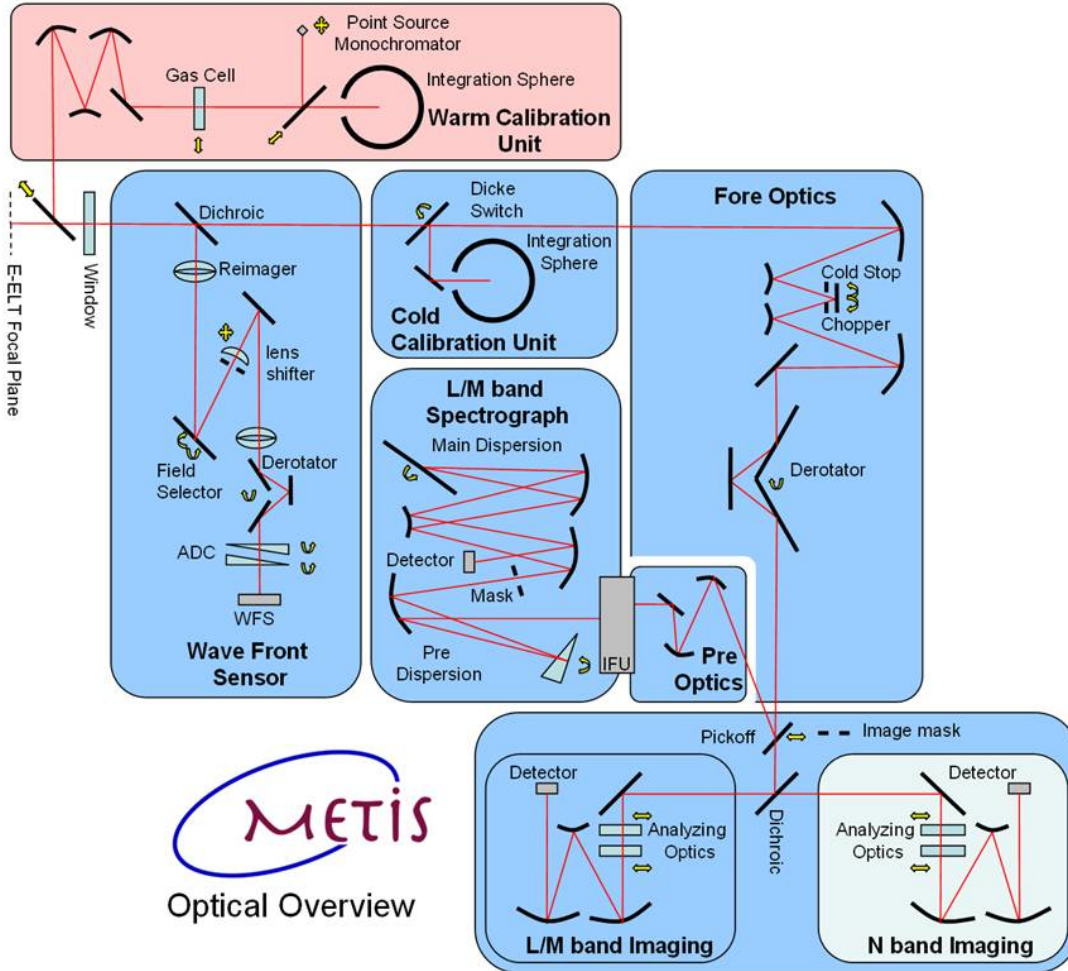 Point Source
Monochromator
Gas Cell
Integration Sphere
Warm Calibration
Unit
E-ELT Focal Plane
Window
Dichroic
Reimager
lens
shifter
Field
Selector
Derotator
ADC
WFS
Wave Front
Sensor
Dicke
Switch
Integration
Sphere
Cold
Calibration Unit
Fore Optics
Cold Stop
Chopper
Derotator
L/M band
Spectrograph
Main Dispersion
Detector
Mask
Pre
Dispersion
IFU
Pre
Optics
Pickoff
Image mask
Dichroic
Detector
Analyzing
Optics
L/M band Imaging
Detector
Analyzing
Optics
N band Imaging
METIS
Optical Overview